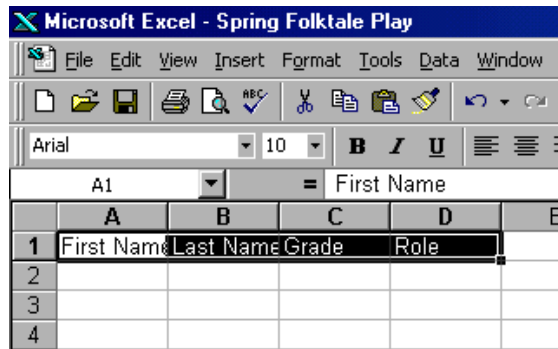 Microsoft Excel - Spring Folktale Play
File Edit View Insert Format Tools Data Window
ABC
Arial 10 B I U
A1 = First Name
A B C D E
1 First Name Last Name Grade Role
2
3
4